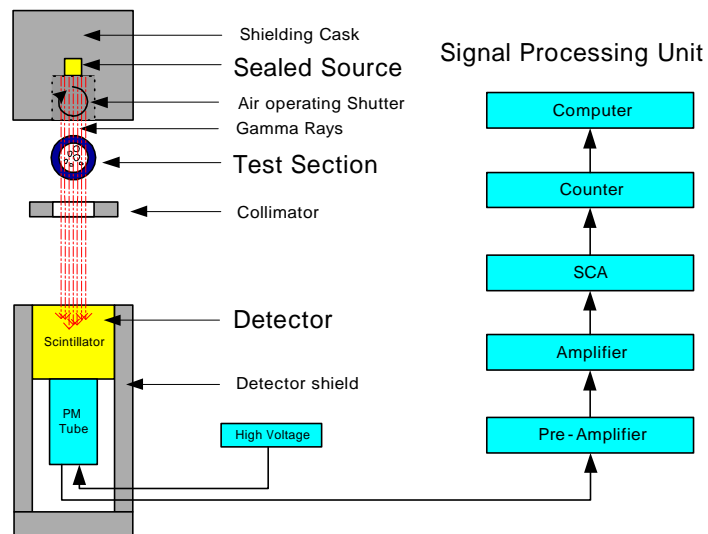 Shielding Cask
Sealed Source
Air operating Shutter
Gamma Rays
Test Section
Collimator
Detector
Scintillator
Detector shield
PM
Tube
High Voltage
Signal Processing Unit
Computer
Counter
SCA
Amplifier
Pre-Amplifier